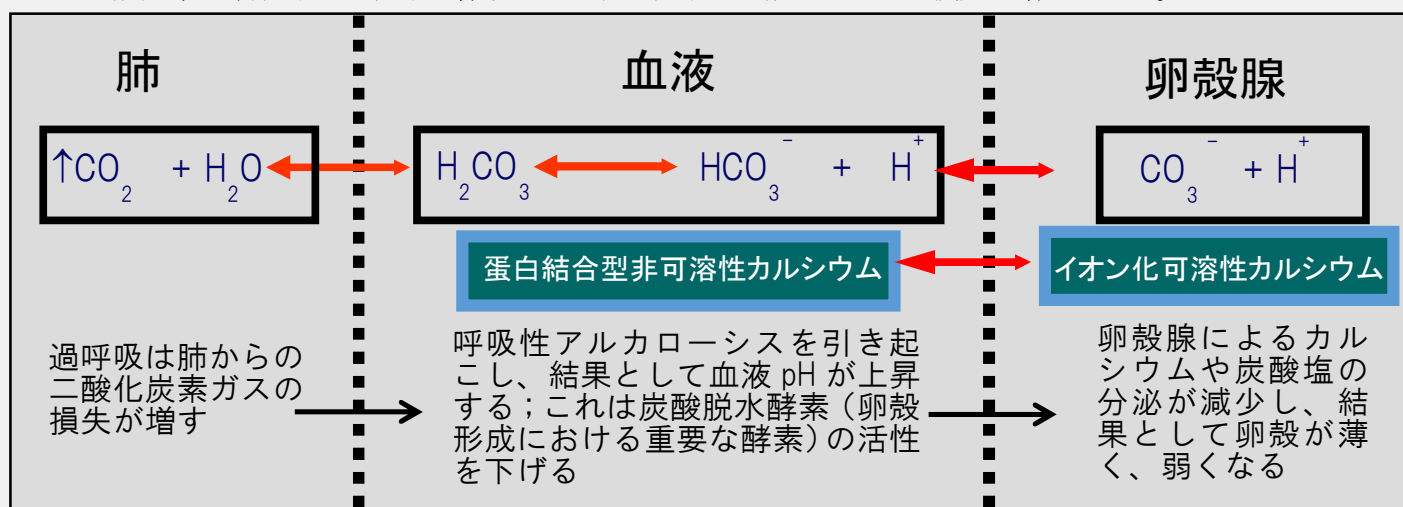 肺
血液
卵殻腺
↑CO₂ + H₂O
H₂CO₃
HCO₃⁻ + H⁺
CO₃⁻ + H⁺
蛋白結合型非可溶性カルシウム
イオン化可溶性カルシウム
過呼吸は肺からの
二酸化炭素ガスの
損失が増す
呼吸性アルカローシスを引き起
こし、結果として血液 pH が上昇
する；これは炭酸脱水酵素（卵殻
形成における重要な酵素）の活性
を下げる
卵殻腺によるカル
シウムや炭酸塩の
分泌が減少し、結
果として卵殻が薄
く、弱くなる